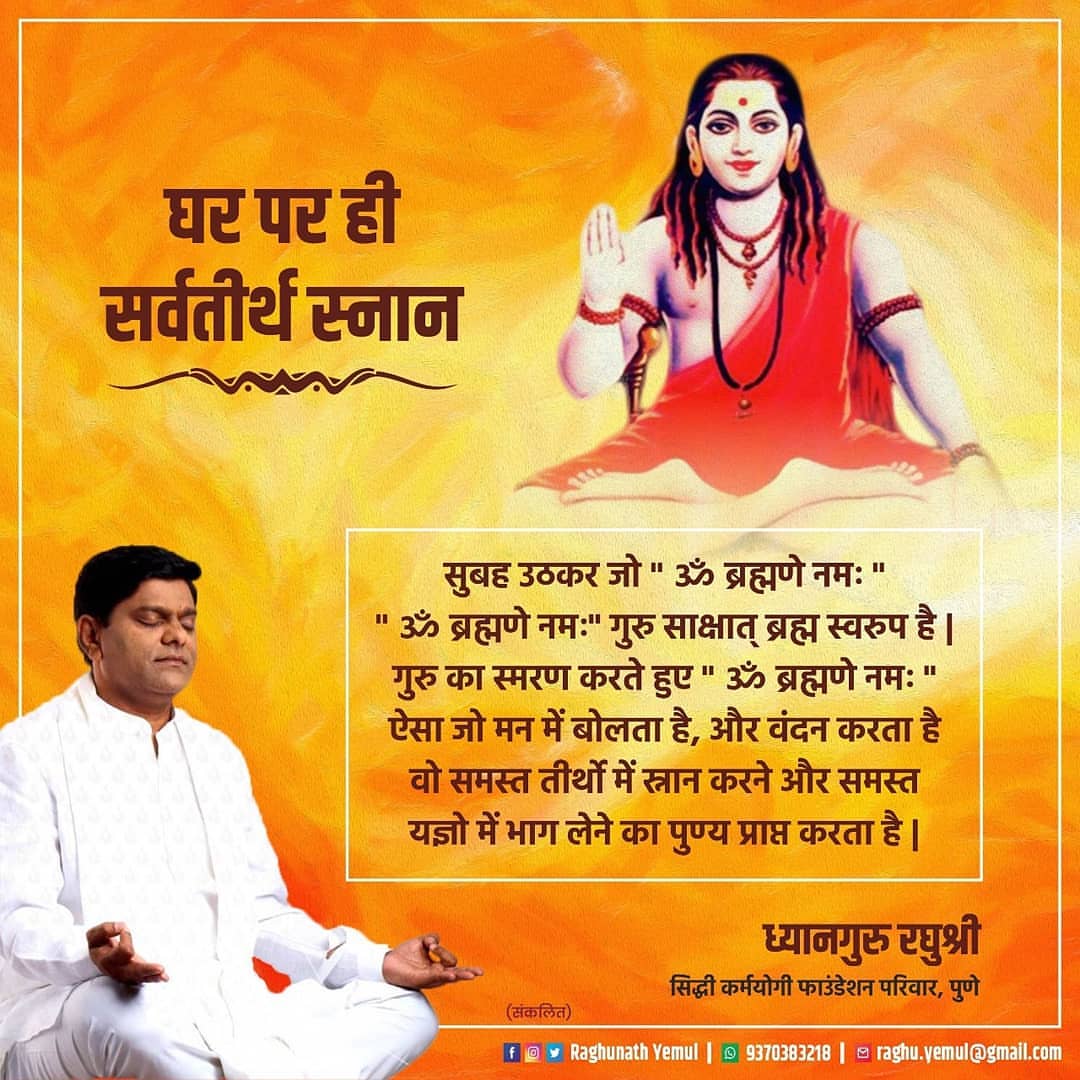 घर पर ही
सर्वतीर्थ स्नान
सुबह उठकर जो " ॐ ब्रह्मणे नमः "
" ॐ ब्रह्मणे नमः" गुरु साक्षात् ब्रह्म स्वरुप है |
गुरु का स्मरण करते हुए " ॐ ब्रह्मणे नमः "
ऐसा जो मन में बोलता है, और वंदन करता है
वो समस्त तीर्थो में स्नान करने और समस्त
यज्ञो में भाग लेने का पुण्य प्राप्त करता है |
ध्यानगुरु रघुश्री
सिद्धी कर्मयोगी फाउंडेशन परिवार, पुणे
(संकलित)
Raghunath Yemul | 9370383218 | raghu.yemul@gmail.com